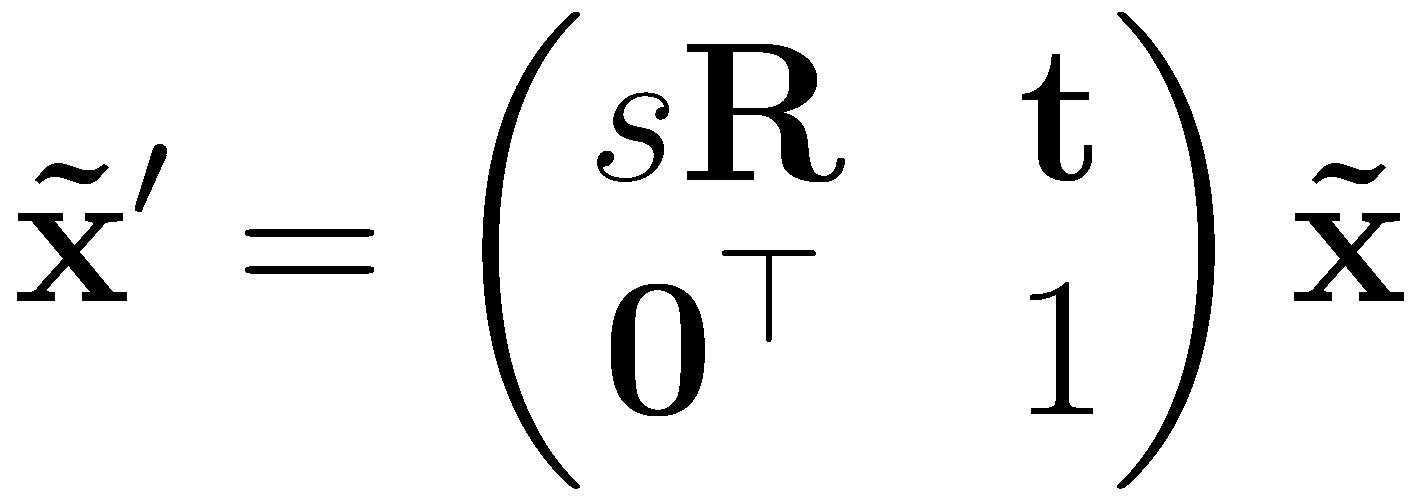 x̃′ = ( sR t
0⊤ 1 ) x̃